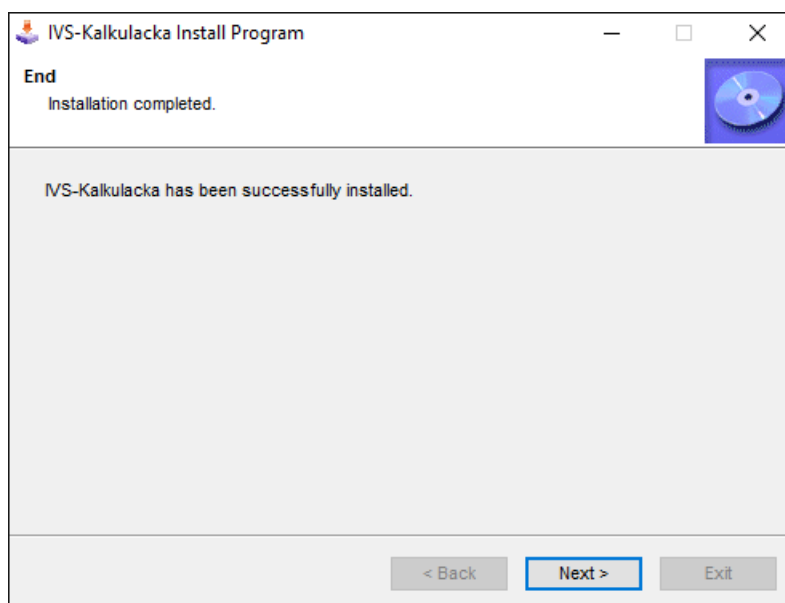 IVS-Kalkulacka Install Program
End
Installation completed.
IVS-Kalkulacka has been successfully installed.
< Back
Next >
Exit